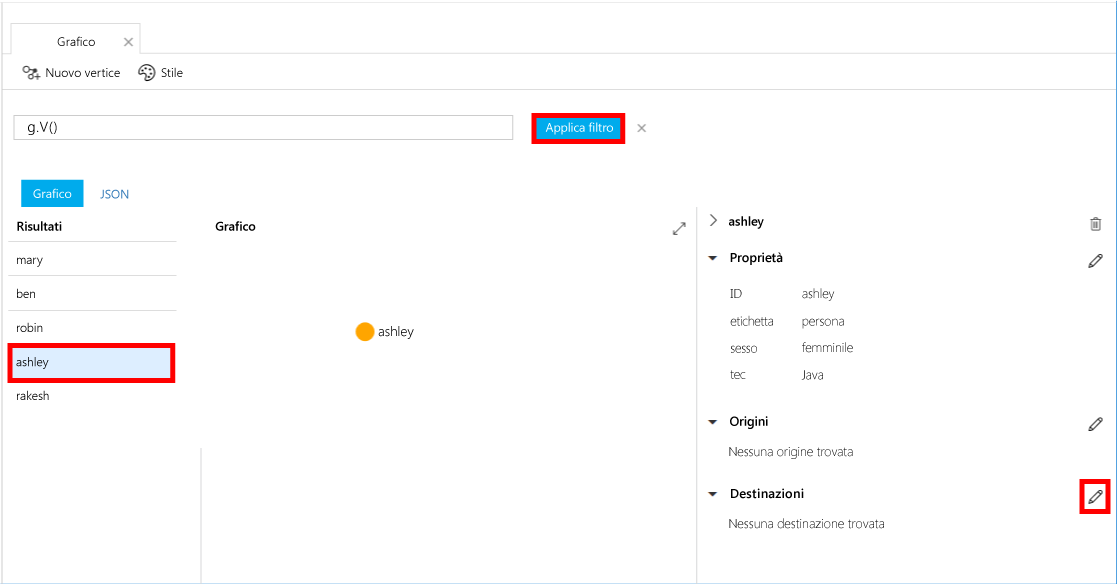 Grafico
Nuovo vertice Stile
g.V() Applica filtro
Grafico JSON
Risultati
mary
ben
robin
ashley
rakesh
Grafico
ashley
ashley
Proprietà
ID ashley
etichetta persona
sesso femminile
tec Java
Origini
Nessuna origine trovata
Destinazioni
Nessuna destinazione trovata